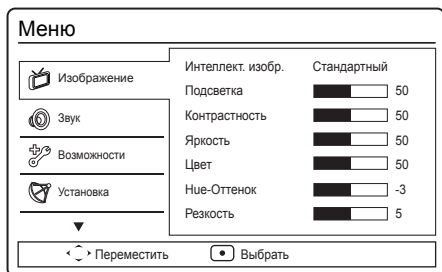 Меню
Изображение
Звук
Возможности
Установка
Интеллект. изобр. Стандартный
Подсветка 50
Контрастность 50
Яркость 50
Цвет 50
Hue-Оттенок -3
Резкость 5
Переместить Выбрать